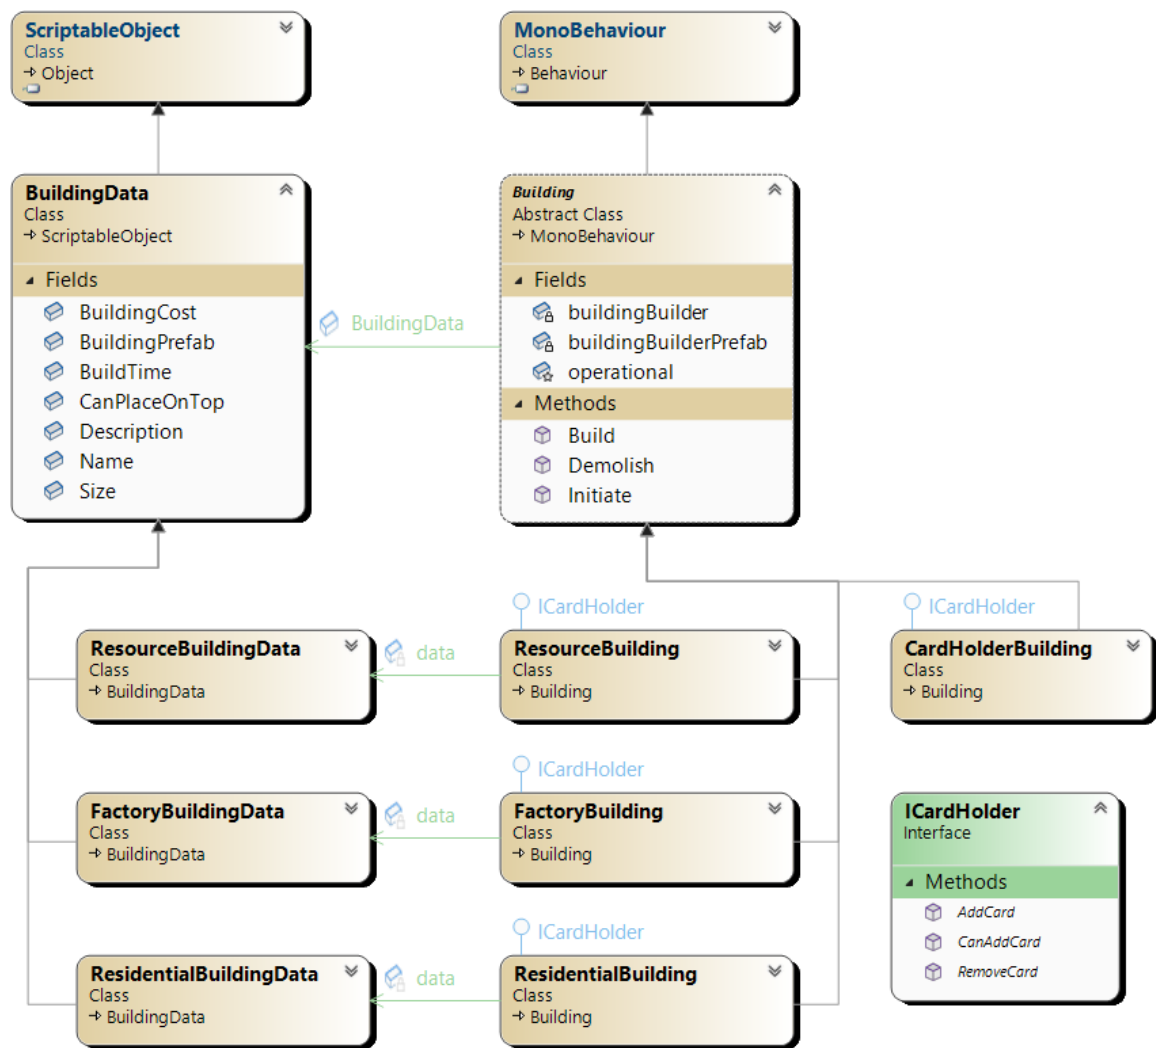 ScriptableObject
Class
Object
MonoBehaviour
Class
Behaviour
BuildingData
Class
ScriptableObject
Fields
BuildingCost
BuildingPrefab
BuildTime
CanPlaceOnTop
Description
Name
Size
BuildingData
Building
Abstract Class
MonoBehaviour
Fields
buildingBuilder
buildingBuilderPrefab
operational
Methods
Build
Demolish
Initiate
ResourceBuildingData
Class
BuildingData
data
ICardHolder
ResourceBuilding
Class
Building
ICardHolder
CardHolderBuilding
Class
Building
FactoryBuildingData
Class
BuildingData
data
ICardHolder
FactoryBuilding
Class
Building
ICardHolder
Interface
Methods
AddCard
CanAddCard
RemoveCard
ResidentialBuildingData
Class
BuildingData
data
ICardHolder
ResidentialBuilding
Class
Building